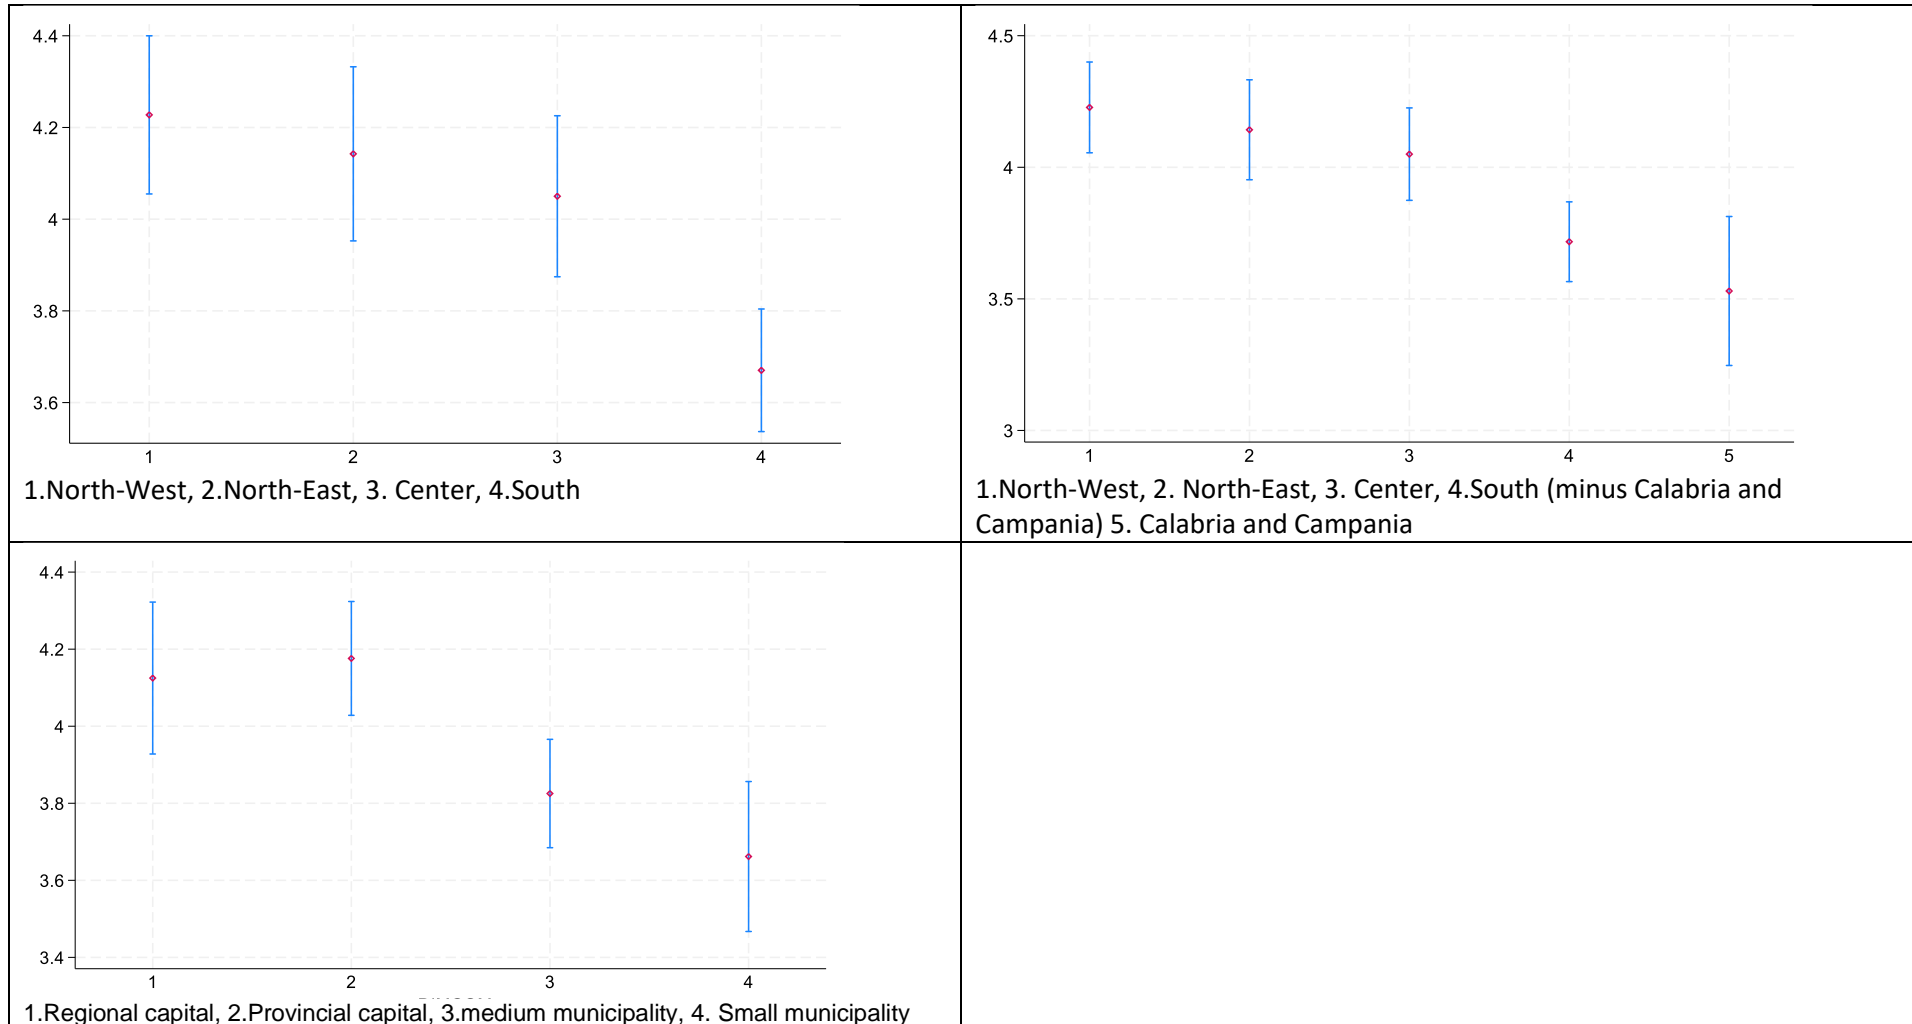 4.4
4.2
4
3.8
3.6
1 2 3 4
1.North-West, 2.North-East, 3. Center, 4.South
4.5
4
3.5
3
1 2 3 4 5
1.North-West, 2. North-East, 3. Center, 4.South (minus Calabria and
Campania) 5. Calabria and Campania
4.4
4.2
4
3.8
3.6
3.4
1 2 3 4
1.Regional capital, 2.Provincial capital, 3.medium municipality, 4. Small municipality